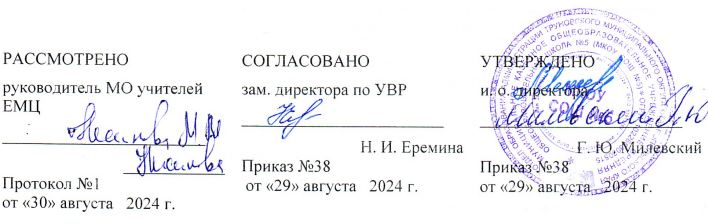 РАССМОТРЕНО
руководитель МО учителей
ЕМЦ
Протокол №1
от «30» августа 2024 г.
СОГЛАСОВАНО
зам. директора по УВР
Н. И. Еремина
Приказ №38
от «29» августа 2024 г.
УТВЕРЖДЕНО
и. о. директора
Г. Ю. Милевский
Приказ №38
от «29» августа 2024 г.